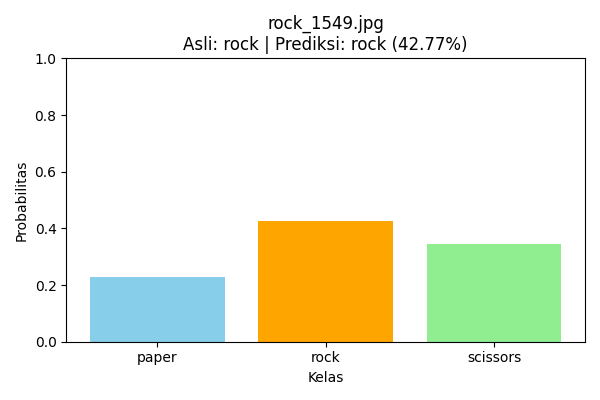 rock_1549.jpg
Asli: rock | Prediksi: rock (42.77%)
1.0
0.8
0.6
0.4
0.2
0.0
Probabilitas
paper
rock
scissors
Kelas